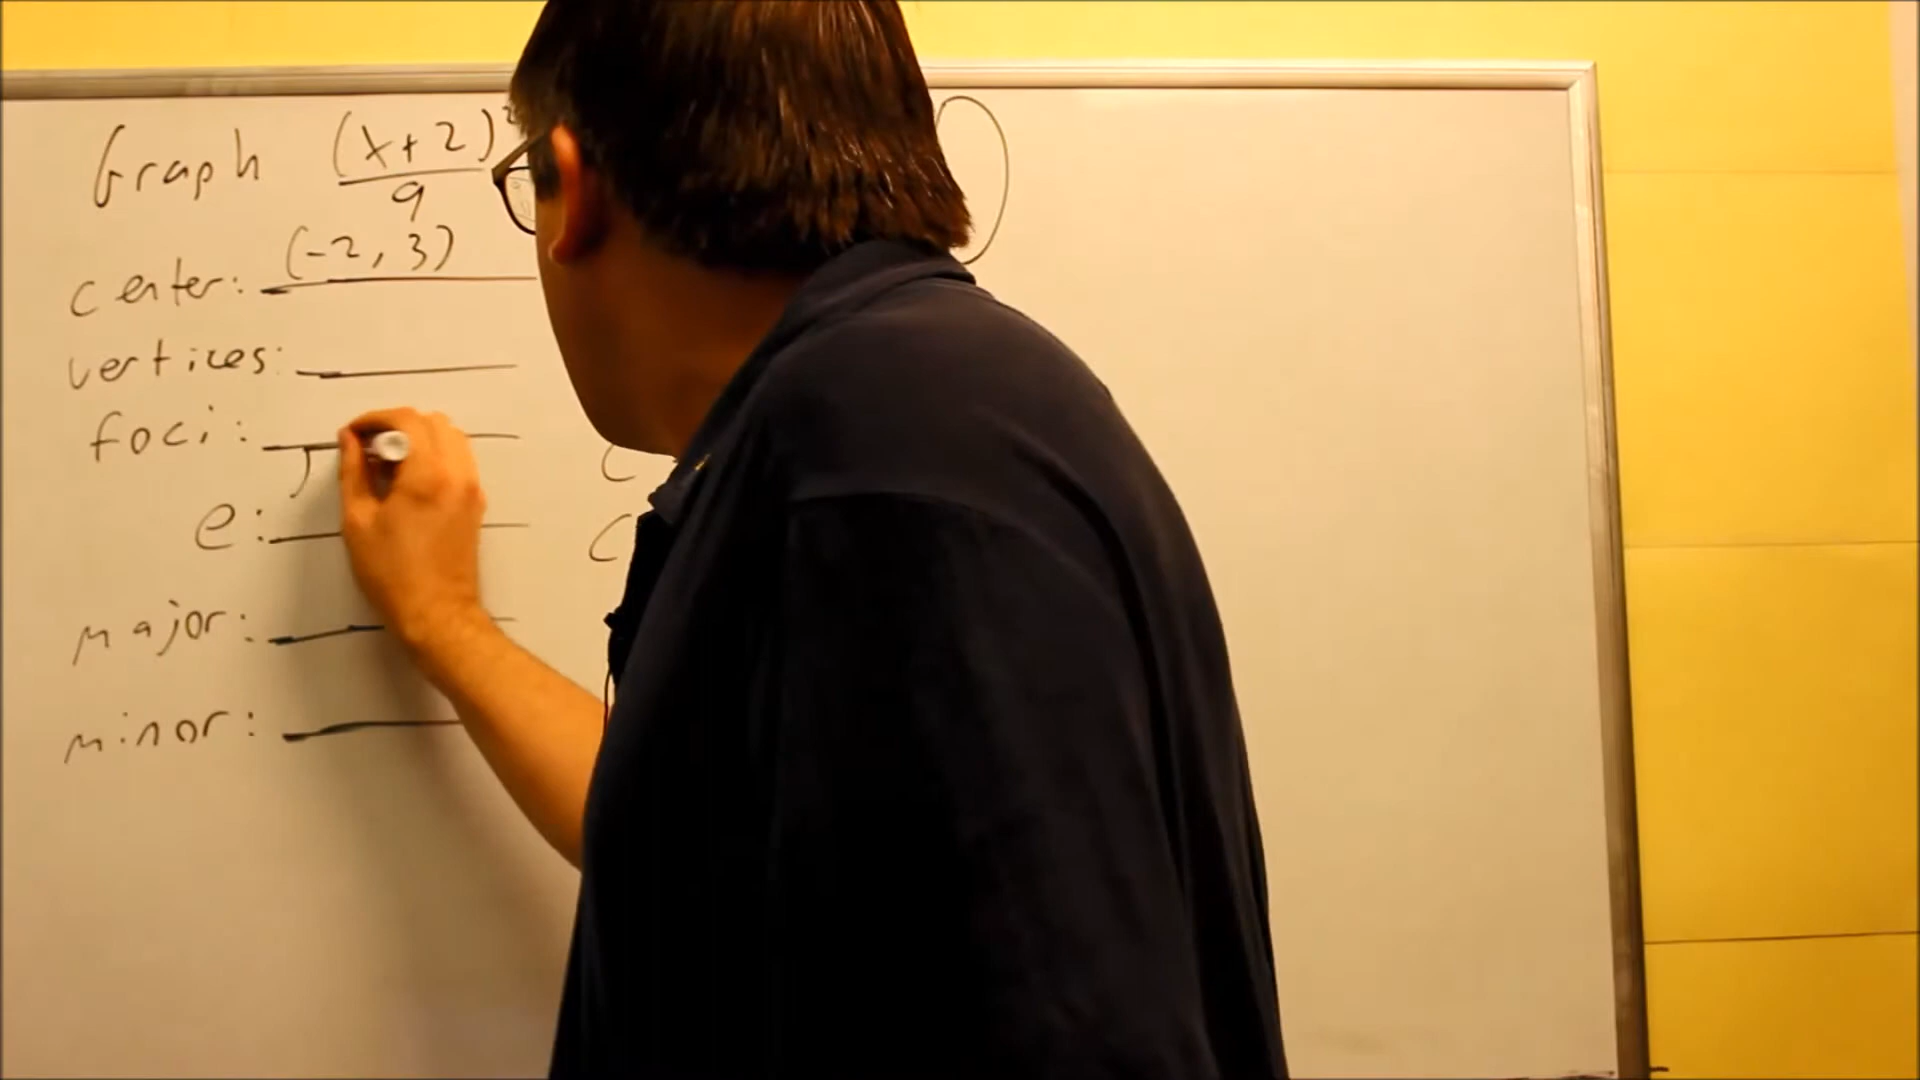 Graph (x+2)²/9
center: (-2, 3)
vertices:
foci:
e:
major:
minor: